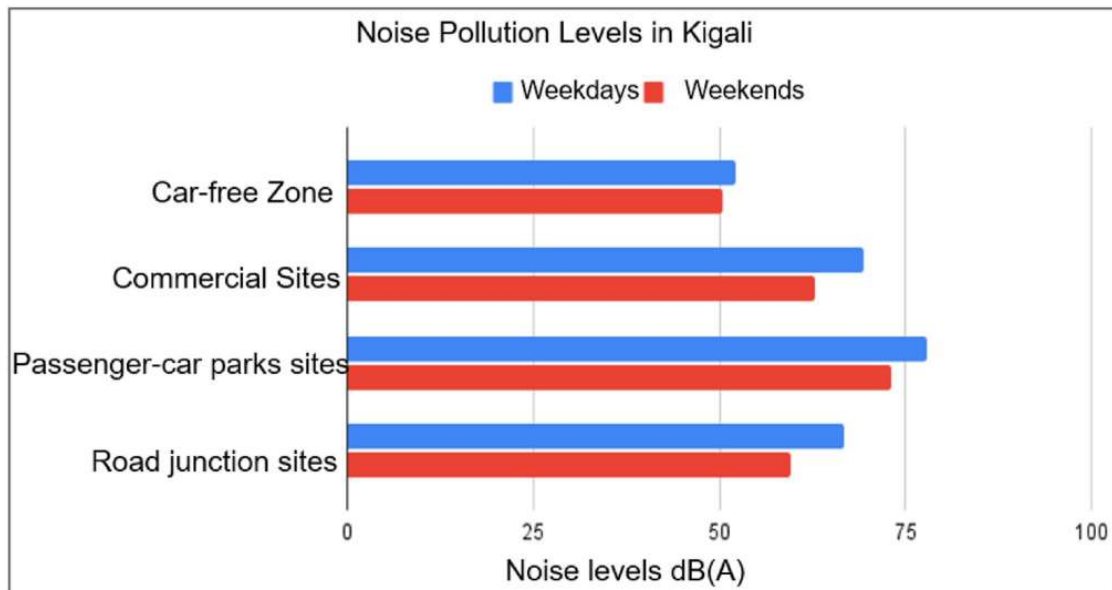 Noise Pollution Levels in Kigali
Weekdays Weekends
Car-free Zone
Commercial Sites
Passenger-car parks sites
Road junction sites
0 25 50 75 100
Noise levels dB(A)